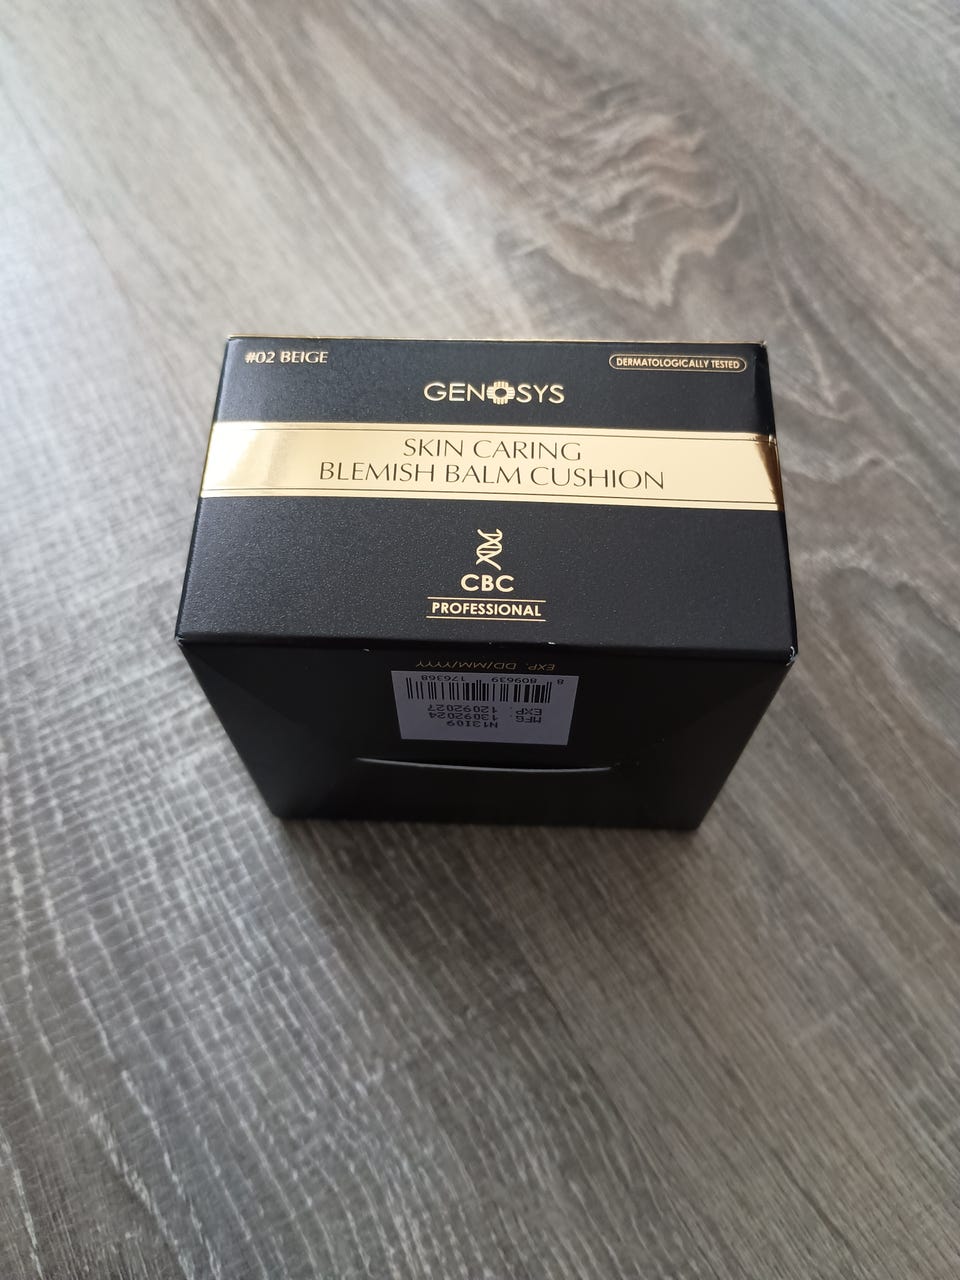 #02 BEIGE
DERMATOLOGICALLY TESTED
GENOSYS
SKIN CARING
BLEMISH BALM CUSHION
CBC
PROFESSIONAL
N13I09
MFG. 13092024
EXP. 12092027
8 809639 176368
EXP. DD/MM/YYYY